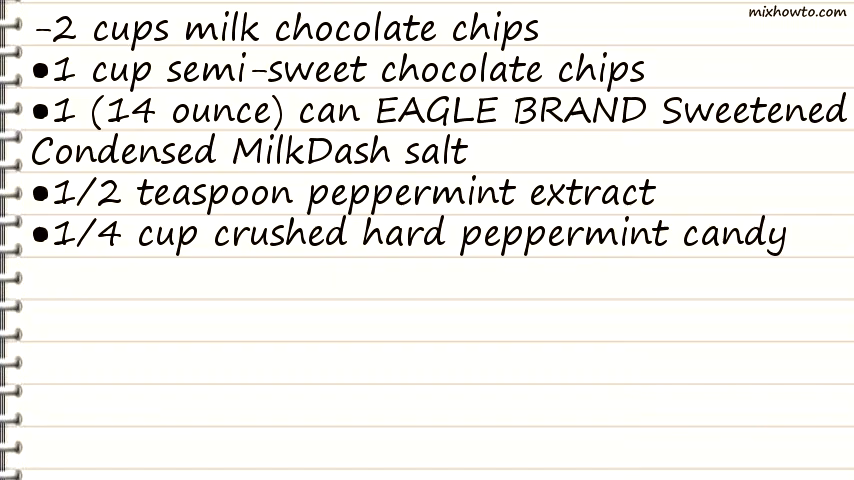 mixhowto.com
-2 cups milk chocolate chips
•1 cup semi-sweet chocolate chips
•1 (14 ounce) can EAGLE BRAND Sweetened
Condensed MilkDash salt
•1/2 teaspoon peppermint extract
•1/4 cup crushed hard peppermint candy